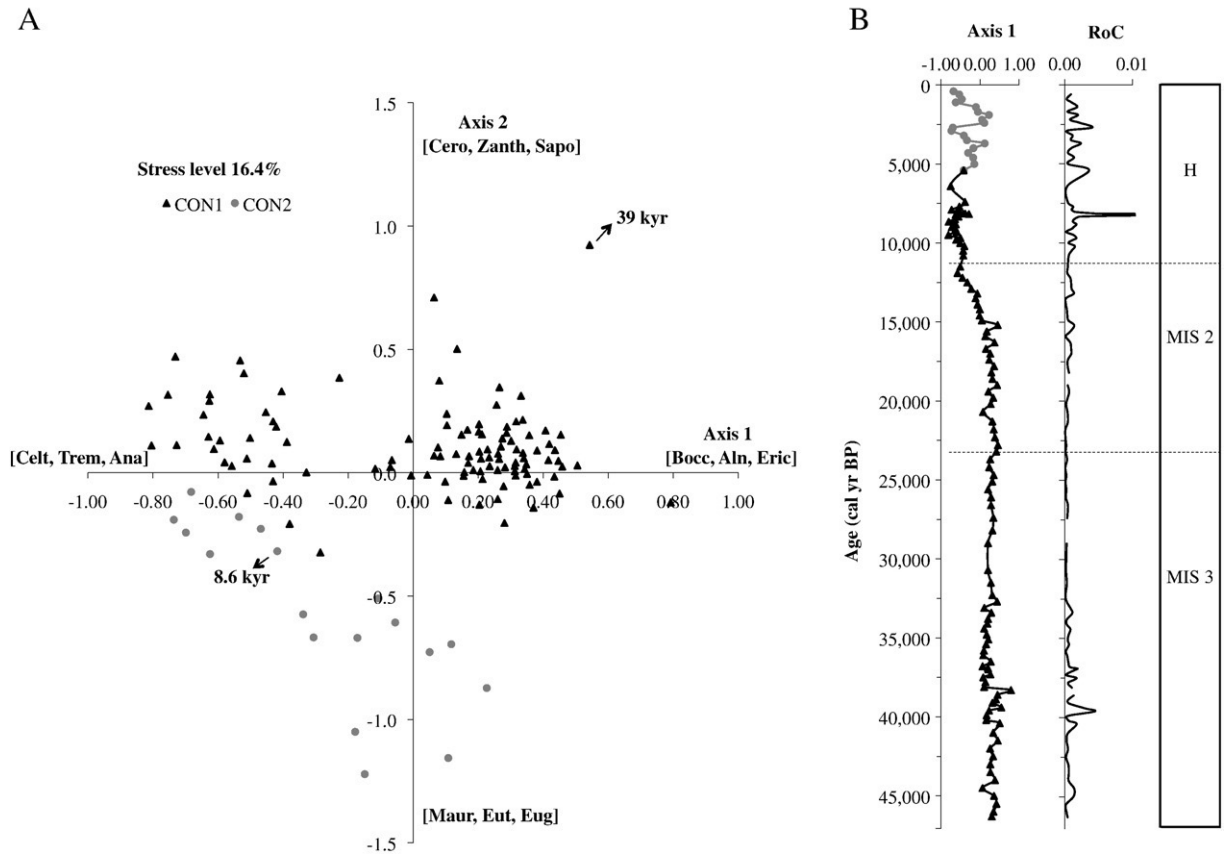 A
Axis 2
[Cero, Zanth, Sapo]
Stress level 16.4%
CON1 CON2
39 kyr
1.5
1.0
0.5
0.0
-0.5
-1.0
-1.5
[Celt, Trem, Ana]
Axis 1
[Bocc, Aln, Eric]
-1.00 -0.80 -0.60 -0.40 -0.20 0.00 0.20 0.40 0.60 0.80 1.00
8.6 kyr
[Maur, Eut, Eug]
B
Axis 1 RoC
-1.00 0.00 1.00 0.00 0.01
Age (cal yr BP)
0
5,000
10,000
15,000
20,000
25,000
30,000
35,000
40,000
45,000
H
MIS 2
MIS 3